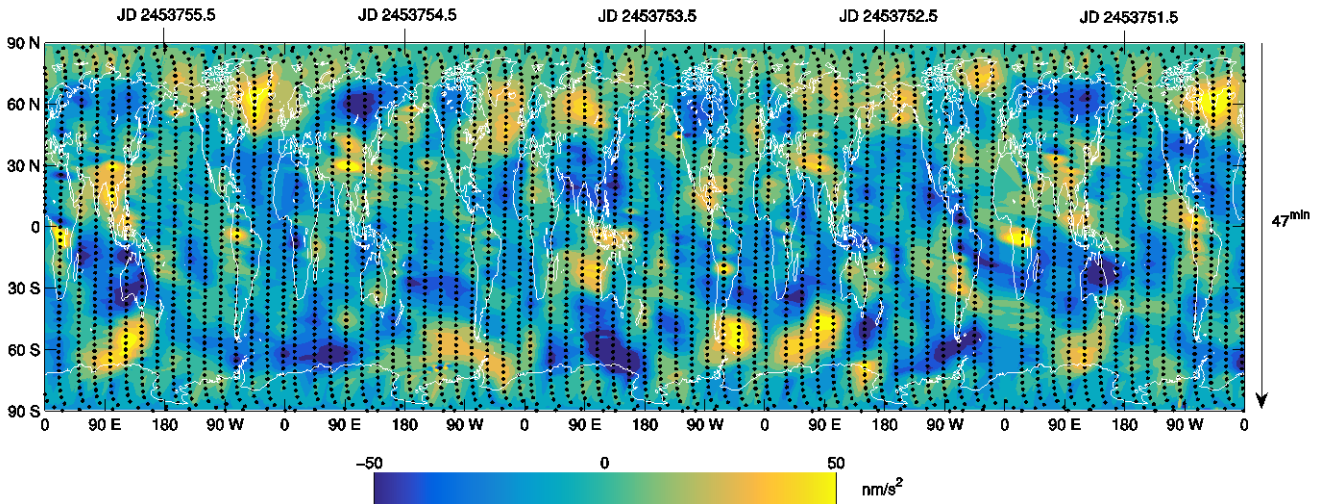 JD 2453755.5 JD 2453754.5 JD 2453753.5 JD 2453752.5 JD 2453751.5
90 N
60 N
30 N
0
30 S
60 S
90 S
47min
0 90 E 180 90 W 0 90 E 180 90 W 0 90 E 180 90 W 0 90 E 180 90 W 0 90 E 180 90 W 0
−50 0 50
nm/s²